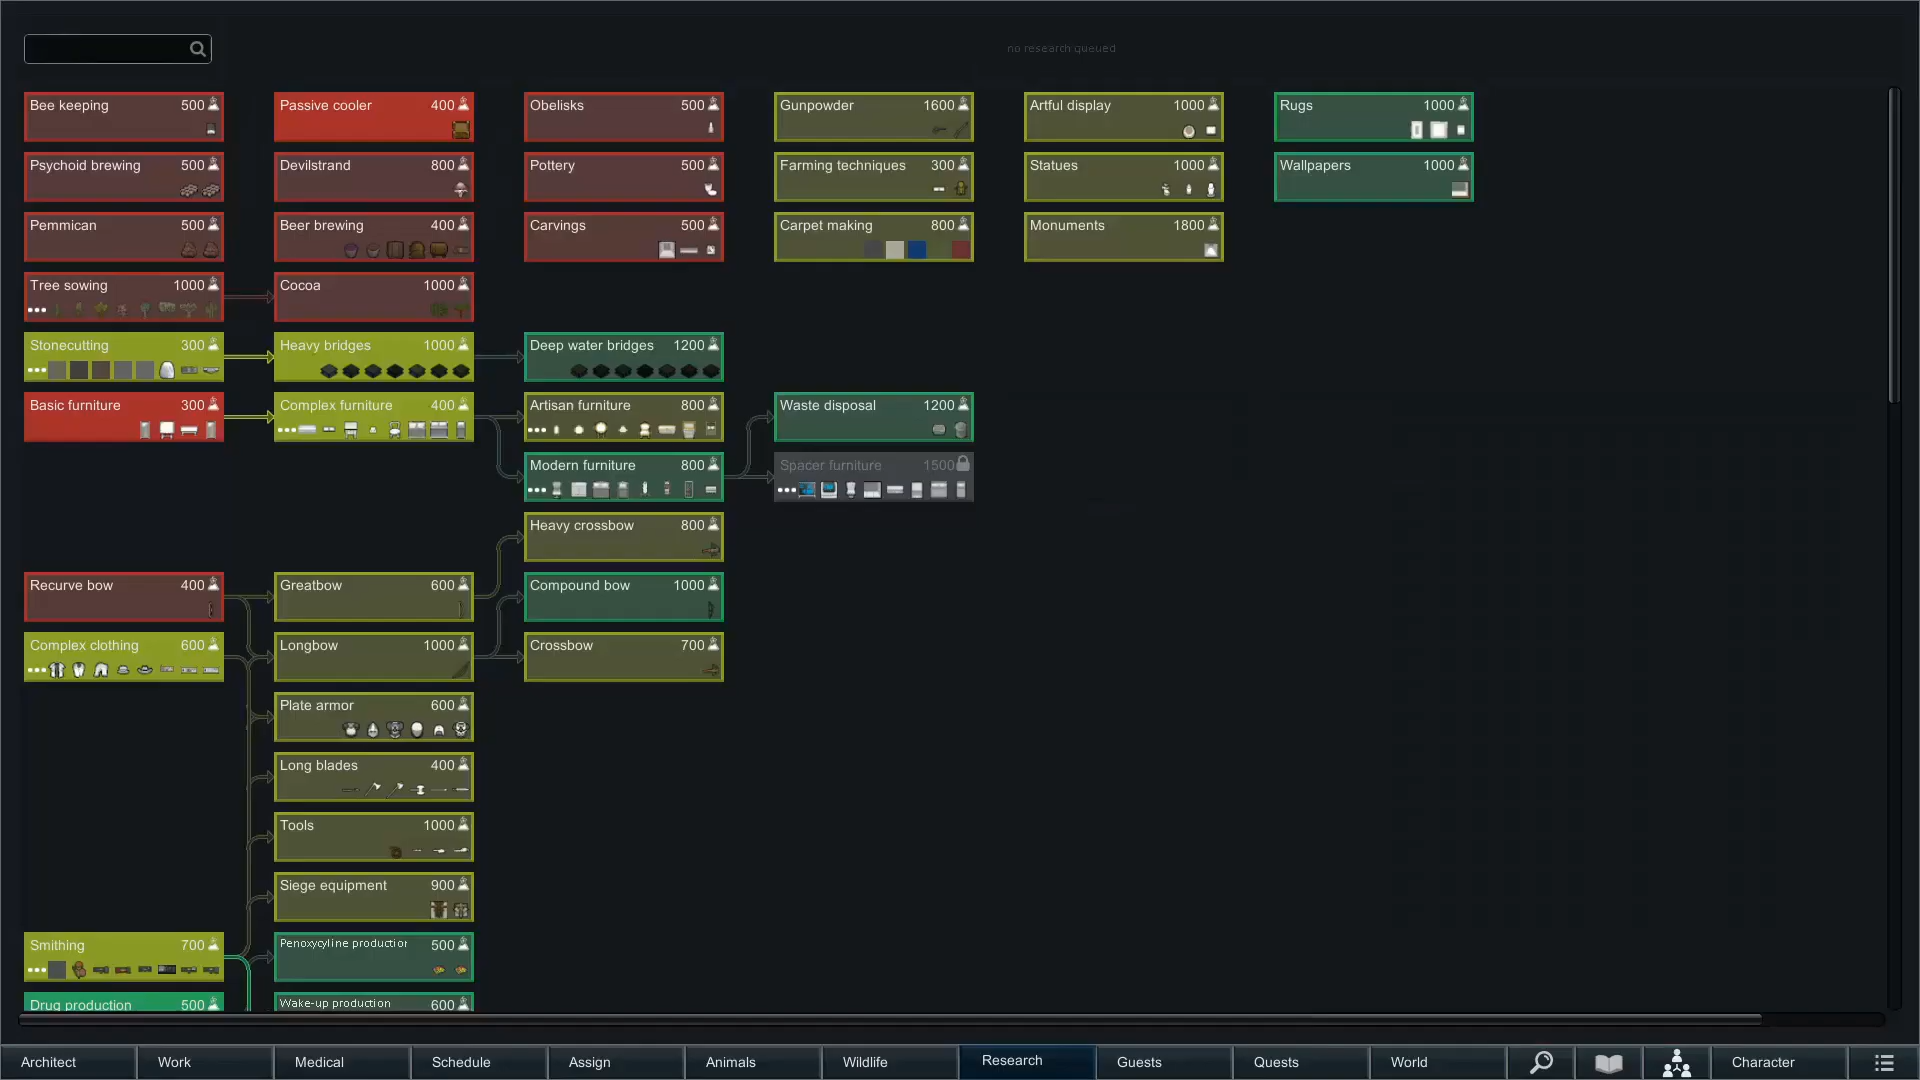 no research queued
Bee keeping 500
Passive cooler 400
Obelisks 500
Gunpowder 1600
Artful display 1000
Rugs 1000
Psychoid brewing 500
Devilstrand 800
Pottery 500
Farming techniques 300
Statues 1000
Wallpapers 1000
Pemmican 500
Beer brewing 400
Carvings 500
Carpet making 800
Monuments 1800
Tree sowing 1000
Cocoa 1000
Stonecutting 300
Heavy bridges 1000
Deep water bridges 1200
Basic furniture 300
Complex furniture 400
Artisan furniture 800
Waste disposal 1200
Modern furniture 800
Spacer furniture 1500
Heavy crossbow 800
Recurve bow 400
Greatbow 600
Compound bow 1000
Complex clothing 600
Longbow 1000
Crossbow 700
Plate armor 600
Long blades 400
Tools 1000
Siege equipment 900
Smithing 700
Penoxycyline production 500
Drug production 500
Wake-up production 600
Architect
Work
Medical
Schedule
Assign
Animals
Wildlife
Research
Guests
Quests
World
Character